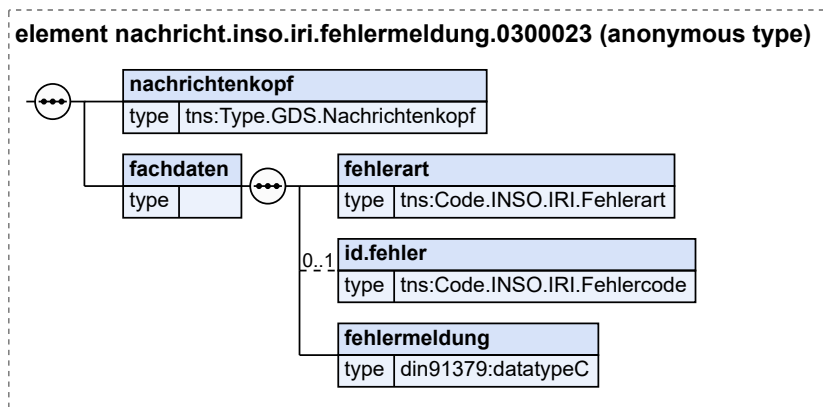 element nachricht.inso.iri.fehlermeldung.0300023 (anonymous type)
nachrichtenkopf
type tns:Type.GDS.Nachrichtenkopf
fachdaten
type
fehlerart
type tns:Code.INSO.IRI.Fehlerart
0..1
id.fehler
type tns:Code.INSO.IRI.Fehlercode
fehlermeldung
type din91379:datatypeC